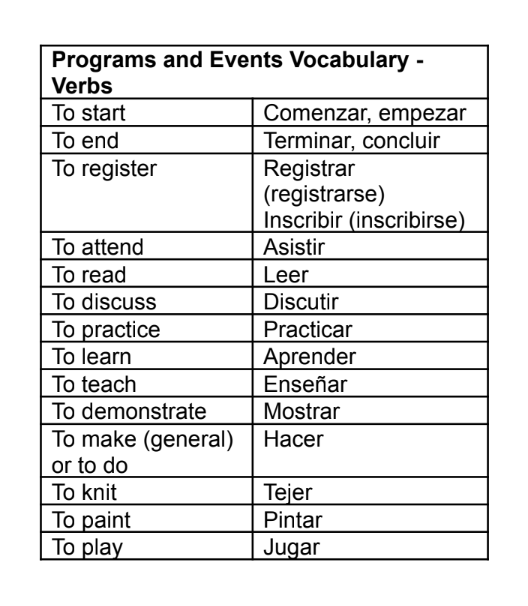 Programs and Events Vocabulary -
Verbs
To start Comenzar, empezar
To end Terminar, concluir
To register Registrar
(registrarse)
Inscribir (inscribirse)
To attend Asistir
To read Leer
To discuss Discutir
To practice Practicar
To learn Aprender
To teach Enseñar
To demonstrate Mostrar
To make (general) Hacer
or to do
To knit Tejer
To paint Pintar
To play Jugar